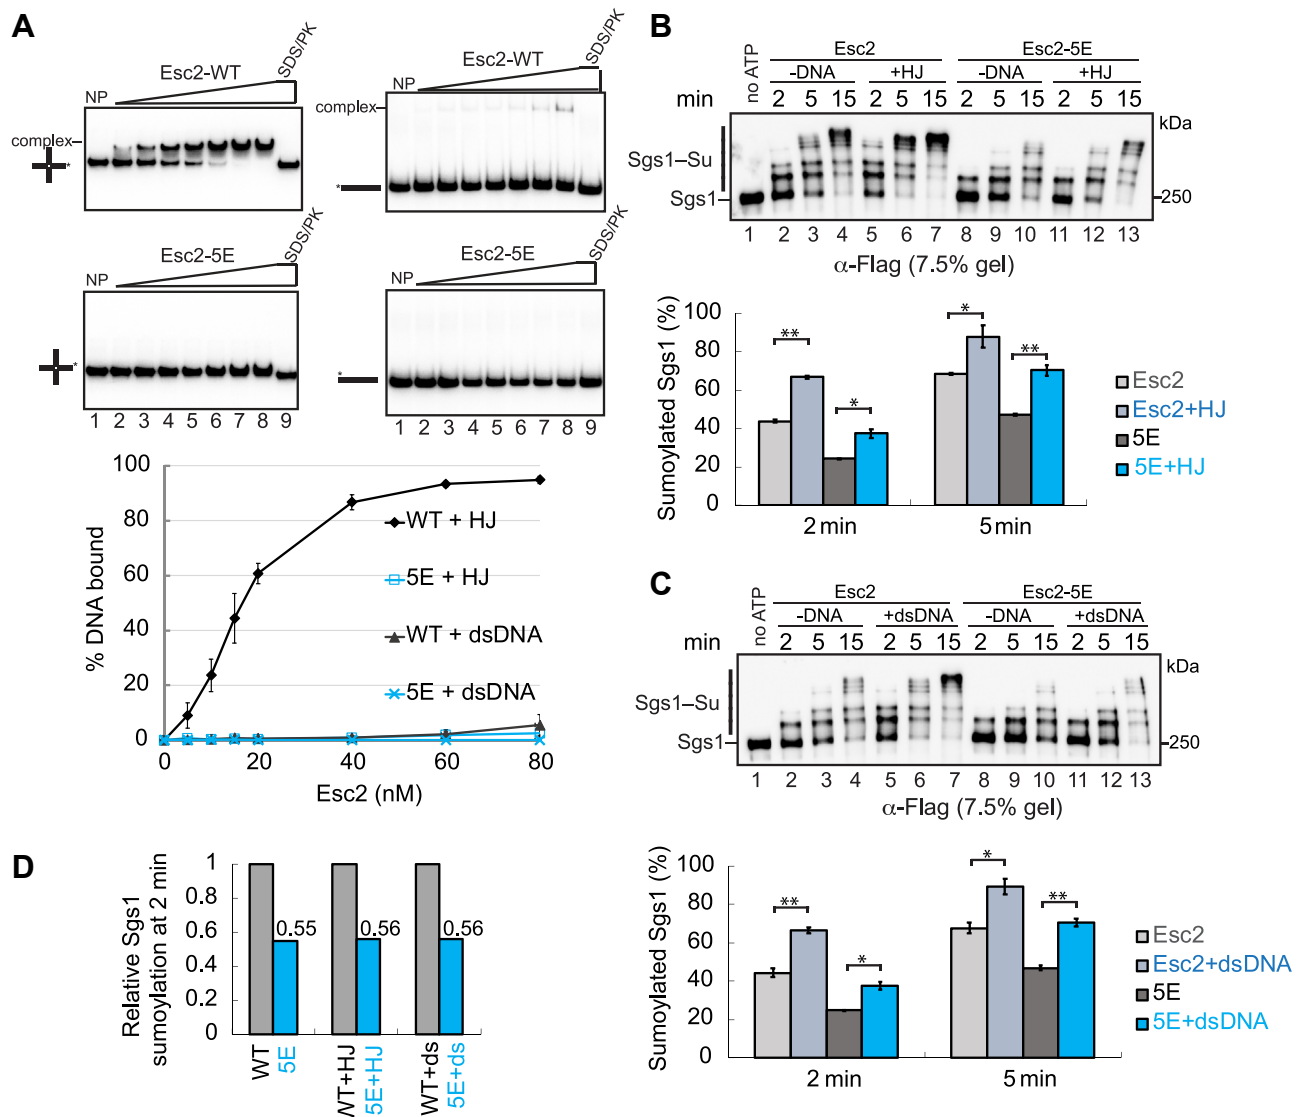 A
Esc2-WT
SDS/PK
NP
complex
*
Esc2-WT
SDS/PK
NP
complex
*
Esc2-5E
SDS/PK
NP
*
1 2 3 4 5 6 7 8 9
Esc2-5E
SDS/PK
NP
*
1 2 3 4 5 6 7 8 9
% DNA bound
100
80
60
40
20
0
0 20 40 60 80
Esc2 (nM)
WT + HJ
5E + HJ
WT + dsDNA
5E + dsDNA
B
no ATP
Esc2 Esc2-5E
-DNA +HJ -DNA +HJ
min 2 5 15 2 5 15 2 5 15 2 5 15
kDa
Sgs1–Su
Sgs1
250
1 2 3 4 5 6 7 8 9 10 11 12 13
α-Flag (7.5% gel)
Sumoylated Sgs1 (%)
100
80
60
40
20
0
** * * **
2 min 5 min
Esc2
Esc2+HJ
5E
5E+HJ
C
no ATP
Esc2 Esc2-5E
-DNA +dsDNA -DNA +dsDNA
min 2 5 15 2 5 15 2 5 15 2 5 15
kDa
Sgs1–Su
Sgs1
250
1 2 3 4 5 6 7 8 9 10 11 12 13
α-Flag (7.5% gel)
Sumoylated Sgs1 (%)
100
80
60
40
20
0
** * * **
2 min 5 min
Esc2
Esc2+dsDNA
5E
5E+dsDNA
D
Relative Sgs1
sumoylation at 2 min
1
0.8
0.6
0.4
0.2
0
0.55 0.56 0.56
WT
5E
WT+HJ
5E+HJ
WT+ds
5E+ds